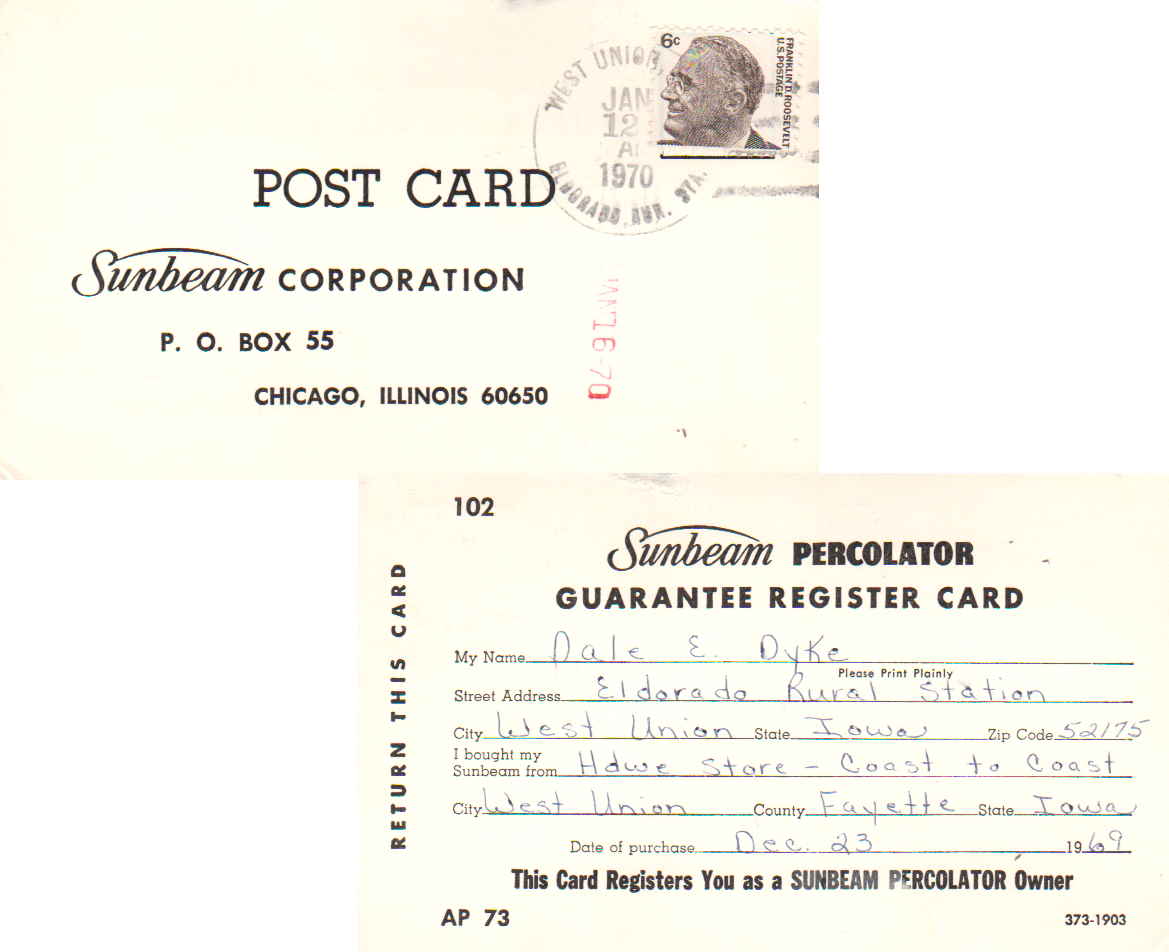 6c
FRANKLIN D. ROOSEVELT
U.S. POSTAGE
WEST UNION,
JAN
12
1970
ELDORADO, RUR. STA.
POST CARD
Sunbeam CORPORATION
P. O. BOX 55
CHICAGO, ILLINOIS 60650
JAN 16-70
102
Sunbeam PERCOLATOR
GUARANTEE REGISTER CARD
RETURN THIS CARD
My Name Dale E. Dyke
Please Print Plainly
Street Address Eldorado Rural Station
City West Union State Iowa Zip Code 52175
I bought my
Sunbeam from Hdwe Store - Coast to Coast
City West Union County Fayette State Iowa
Date of purchase Dec. 23 1969
This Card Registers You as a SUNBEAM PERCOLATOR Owner
AP 73
373-1903